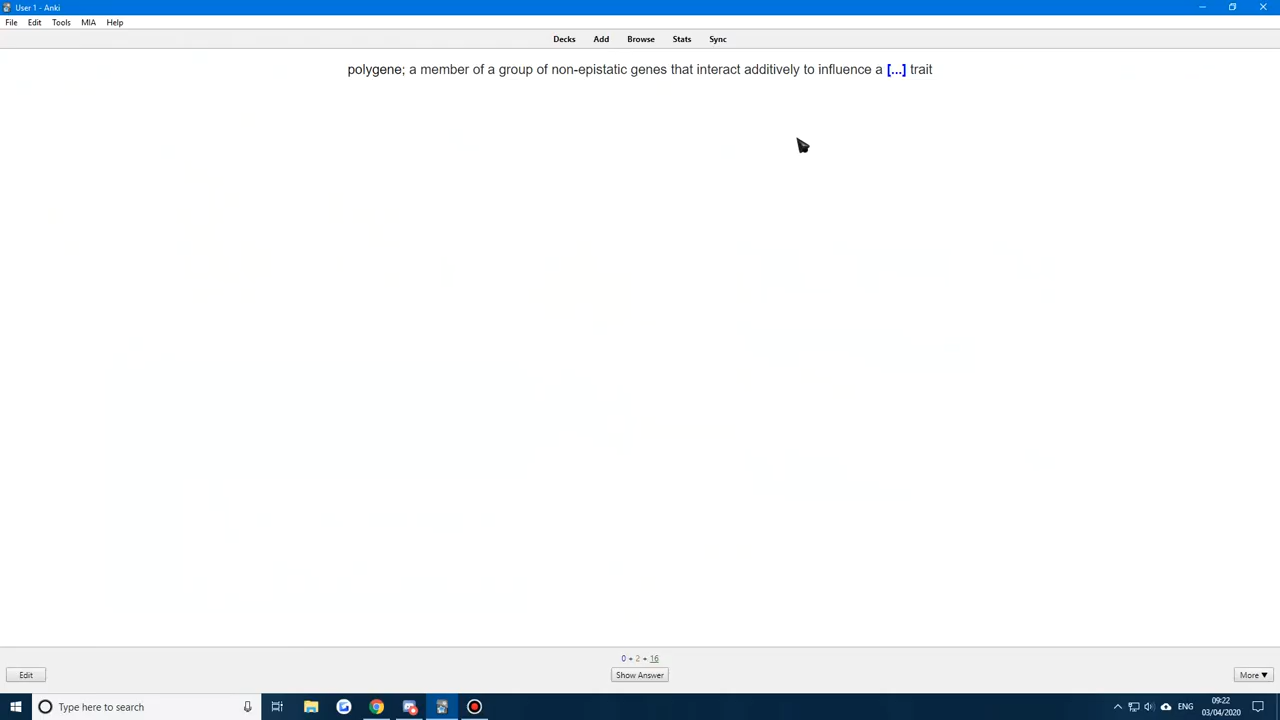 User 1 - Anki
File Edit Tools MIA Help
Decks Add Browse Stats Sync
polygene; a member of a group of non-epistatic genes that interact additively to influence a [...] trait
0 + 2 + 16
Edit Show Answer More ▼
Type here to search ENG 09:22
03/04/2020